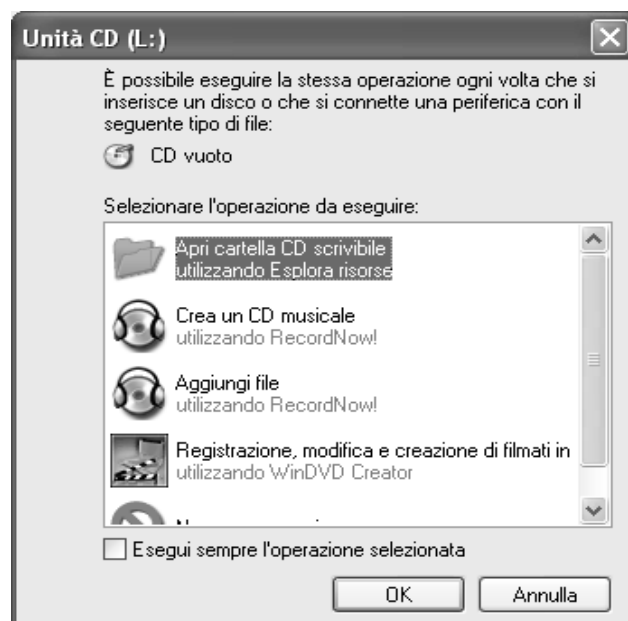 Unità CD (L:)
È possibile eseguire la stessa operazione ogni volta che si
inserisce un disco o che si connette una periferica con il
seguente tipo di file:
CD vuoto
Selezionare l'operazione da eseguire:
Apri cartella CD scrivibile
utilizzando Esplora risorse
Crea un CD musicale
utilizzando RecordNow!
Aggiungi file
utilizzando RecordNow!
Registrazione, modifica e creazione di filmati in
utilizzando WinDVD Creator
Esegui sempre l'operazione selezionata
OK
Annulla